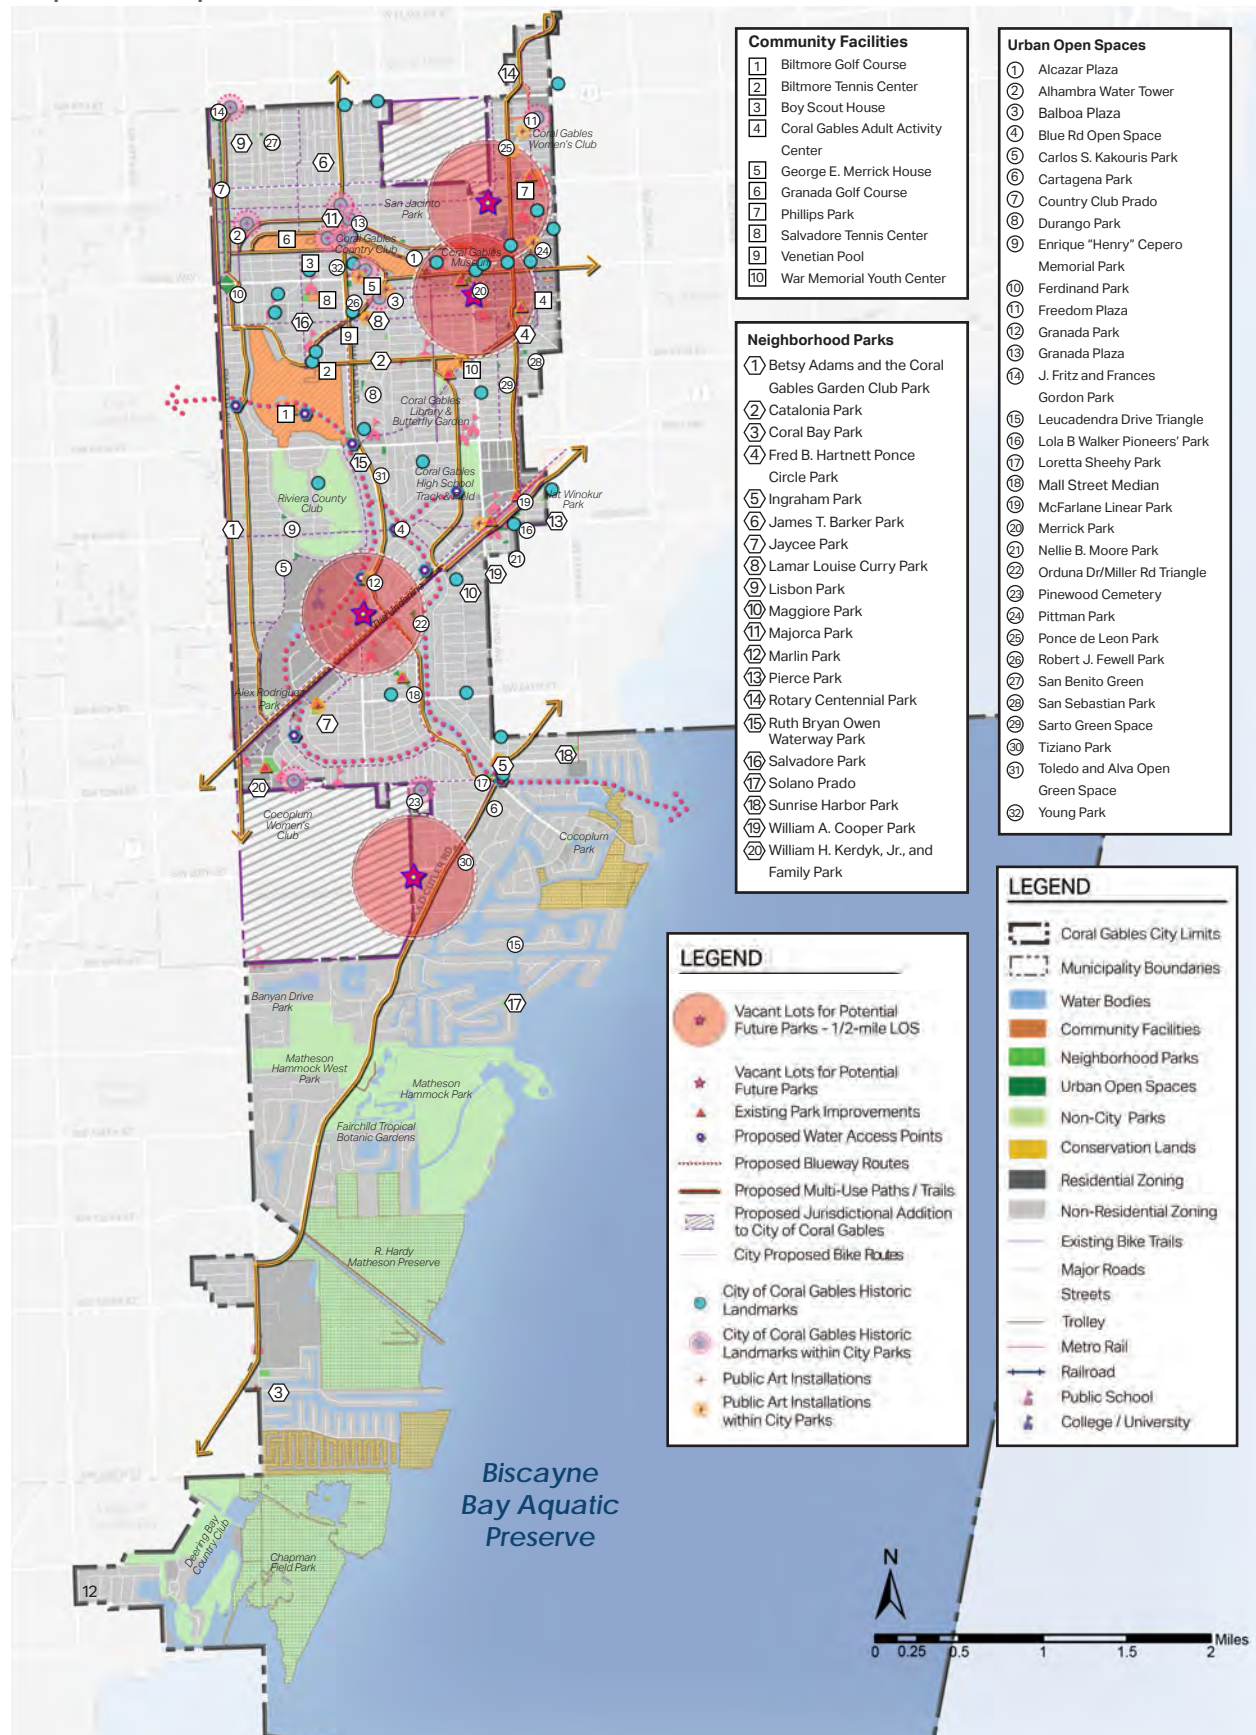 Community Facilities
1 Biltmore Golf Course
2 Biltmore Tennis Center
3 Boy Scout House
4 Coral Gables Adult Activity
Center
5 George E. Merrick House
6 Granada Golf Course
7 Phillips Park
8 Salvadore Tennis Center
9 Venetian Pool
10 War Memorial Youth Center
Neighborhood Parks
1 Betsy Adams and the Coral
Gables Garden Club Park
2 Catalonia Park
3 Coral Bay Park
4 Fred B. Hartnett Ponce
Circle Park
5 Ingraham Park
6 James T. Barker Park
7 Jaycee Park
8 Lamar Louise Curry Park
9 Lisbon Park
10 Maggiore Park
11 Majorca Park
12 Marlin Park
13 Pierce Park
14 Rotary Centennial Park
15 Ruth Bryan Owen
Waterway Park
16 Salvadore Park
17 Solano Prado
18 Sunrise Harbor Park
19 William A. Cooper Park
20 William H. Kerdyk, Jr., and
Family Park
Urban Open Spaces
1 Alcazar Plaza
2 Alhambra Water Tower
3 Balboa Plaza
4 Blue Rd Open Space
5 Carlos S. Kakouris Park
6 Cartagena Park
7 Country Club Prado
8 Durango Park
9 Enrique "Henry" Cepero
Memorial Park
10 Ferdinand Park
11 Freedom Plaza
12 Granada Park
13 Granada Plaza
14 J. Fritz and Frances
Gordon Park
15 Leucadendra Drive Triangle
16 Lola B Walker Pioneers' Park
17 Loretta Sheehy Park
18 Mall Street Median
19 McFarlane Linear Park
20 Merrick Park
21 Nellie B. Moore Park
22 Orduna Dr/Miller Rd Triangle
23 Pinewood Cemetery
24 Pittman Park
25 Ponce de Leon Park
26 Robert J. Fewell Park
27 San Benito Green
28 San Sebastian Park
29 Sarto Green Space
30 Tiziano Park
31 Toledo and Alva Open
Green Space
32 Young Park
LEGEND
Vacant Lots for Potential
Future Parks - 1/2-mile LOS
Vacant Lots for Potential
Future Parks
Existing Park Improvements
Proposed Water Access Points
Proposed Blueway Routes
Proposed Multi-Use Paths / Trails
Proposed Jurisdictional Addition
to City of Coral Gables
City Proposed Bike Routes
City of Coral Gables Historic
Landmarks
City of Coral Gables Historic
Landmarks within City Parks
Public Art Installations
Public Art Installations
within City Parks
LEGEND
Coral Gables City Limits
Municipality Boundaries
Water Bodies
Community Facilities
Neighborhood Parks
Urban Open Spaces
Non-City Parks
Conservation Lands
Residential Zoning
Non-Residential Zoning
Existing Bike Trails
Major Roads
Streets
Trolley
Metro Rail
Railroad
Public School
College / University
Coral Gables
Women's Club
San Jacinto
Park
Coral Gables
Country Club
Coral Gables
Museum
Coral Gables
Library &
Butterfly Garden
Coral Gables
High School
Track & Field
Riviera County
Club
Nat Winokur
Park
Alex Rodriguez
Park
Cocoplum
Women's
Club
Cocoplum
Park
OLD CUTLER RD
Banyan Drive
Park
Matheson
Hammock West
Park
Matheson
Hammock Park
Fairchild Tropical
Botanic Gardens
R. Hardy
Matheson Preserve
Deering Bay
Country Club
Chapman
Field Park
12
Biscayne
Bay Aquatic
Preserve
N
0 0.25 0.5 1 1.5 2 Miles